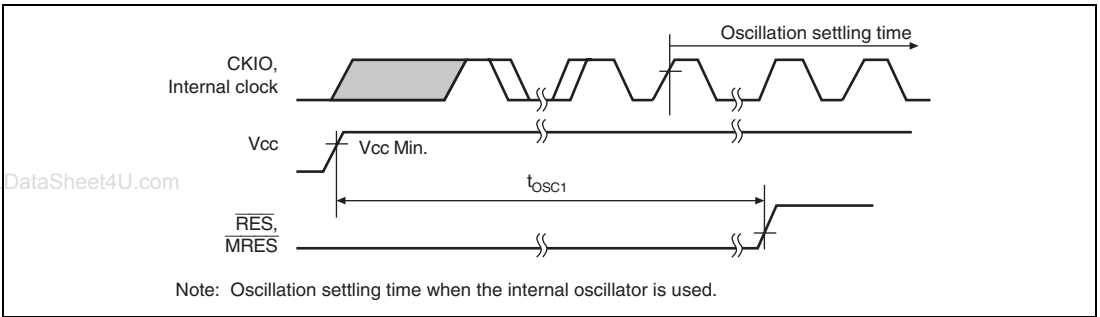 Oscillation settling time
CKIO,
Internal clock
Vcc
Vcc Min.
DataSheet4U.com
tOSC1
RES,
MRES
Note: Oscillation settling time when the internal oscillator is used.